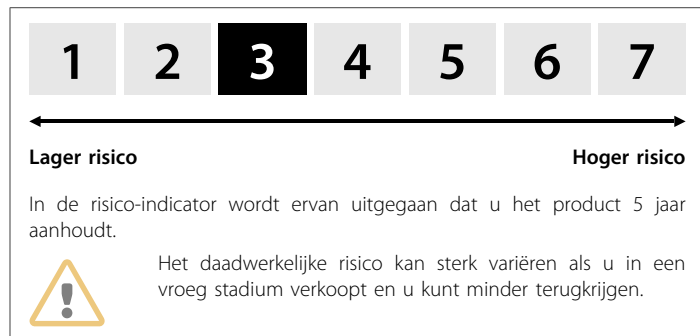 1 2 3 4 5 6 7
Lager risico Hoger risico
In de risico-indicator wordt ervan uitgegaan dat u het product 5 jaar
aanhoudt.
Het daadwerkelijke risico kan sterk variëren als u in een
vroeg stadium verkoopt en u kunt minder terugkrijgen.